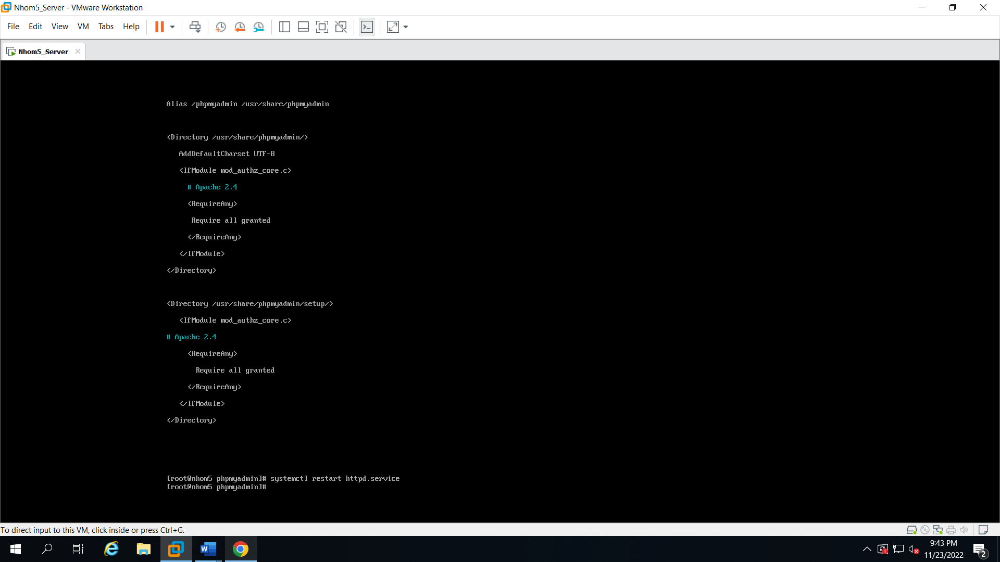 Nhom5_Server - VMware Workstation
File Edit View VM Tabs Help
Nhom5_Server
Alias /phpmyadmin /usr/share/phpmyadmin
<Directory /usr/share/phpmyadmin/>
AddDefaultCharset UTF-8
<IfModule mod_authz_core.c>
# Apache 2.4
<RequireAny>
Require all granted
</RequireAny>
</IfModule>
</Directory>
<Directory /usr/share/phpmyadmin/setup/>
<IfModule mod_authz_core.c>
# Apache 2.4
<RequireAny>
Require all granted
</RequireAny>
</IfModule>
</Directory>
[root@nhom5 phpmyadmin]# systemctl restart httpd.service
[root@nhom5 phpmyadmin]#
To direct input to this VM, click inside or press Ctrl+G.
9:43 PM
11/23/2022
2